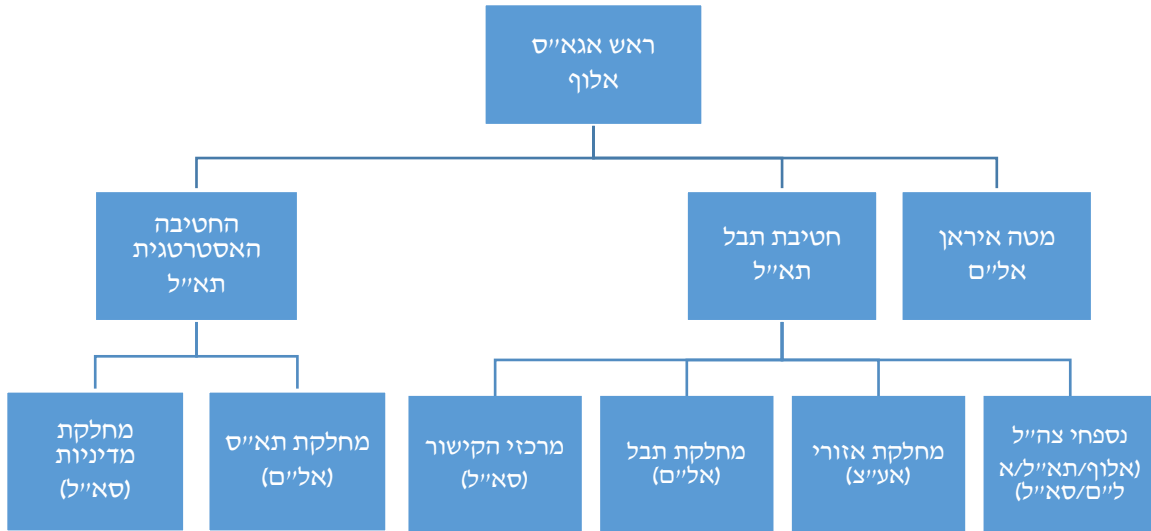 ראש אגא״ס
אלוף
מטה איראן
אל״ם
חטיבת תבל
תא״ל
החטיבה
האסטרטגית
תא״ל
נספחי צה״ל
(אלוף/תא״ל/א
ל״ם/סא״ל)
מחלקת אזורי
(אע״צ)
מחלקת תבל
(אל״ם)
מרכזי הקישור
(סא״ל)
מחלקת תא״ס
(אל״ם)
מחלקת
מדיניות
(סא״ל)